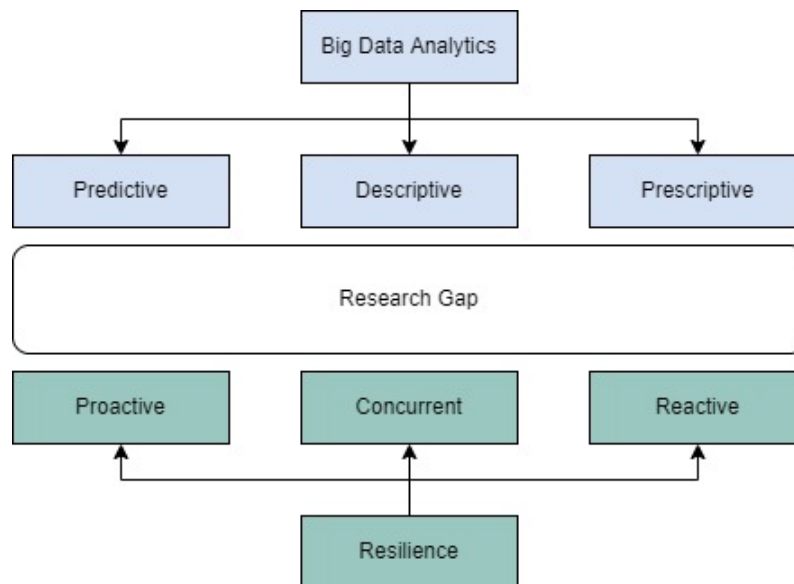 Big Data Analytics
Predictive
Descriptive
Prescriptive
Research Gap
Proactive
Concurrent
Reactive
Resilience